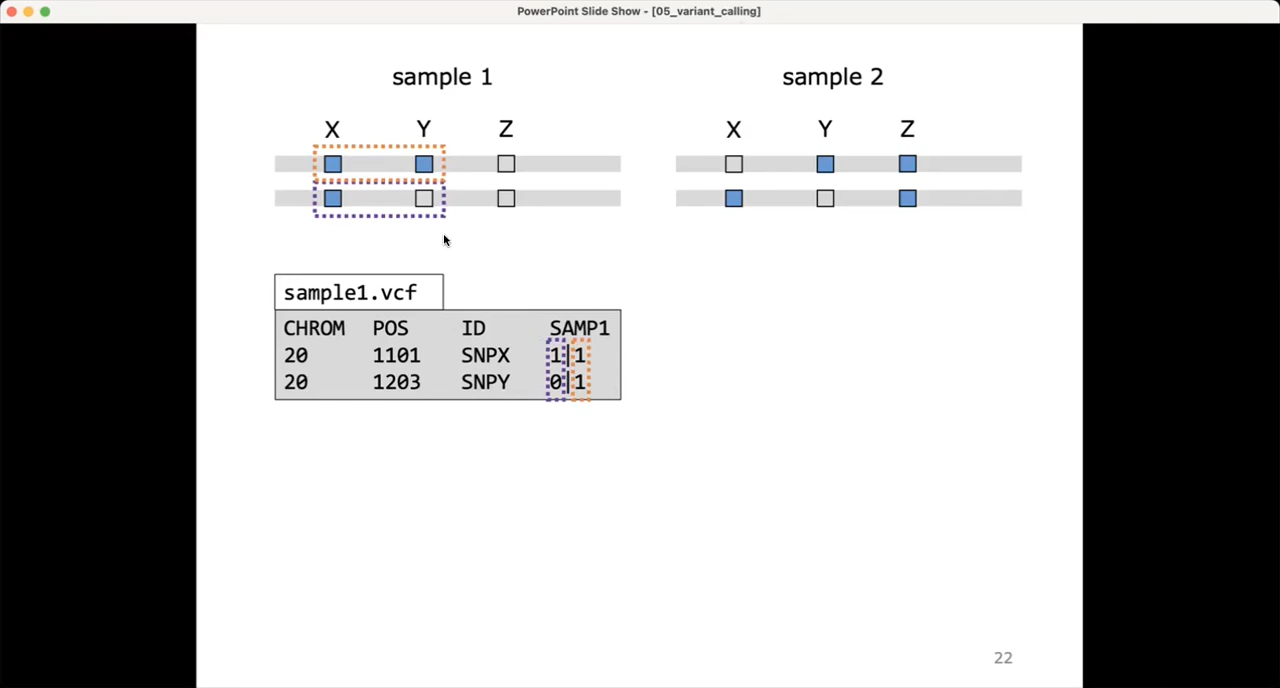 PowerPoint Slide Show - [05_variant_calling]
sample 1
sample 2
X Y Z
X Y Z
sample1.vcf
CHROM POS ID SAMP1
20 1101 SNPX 1|1
20 1203 SNPY 0|1
22